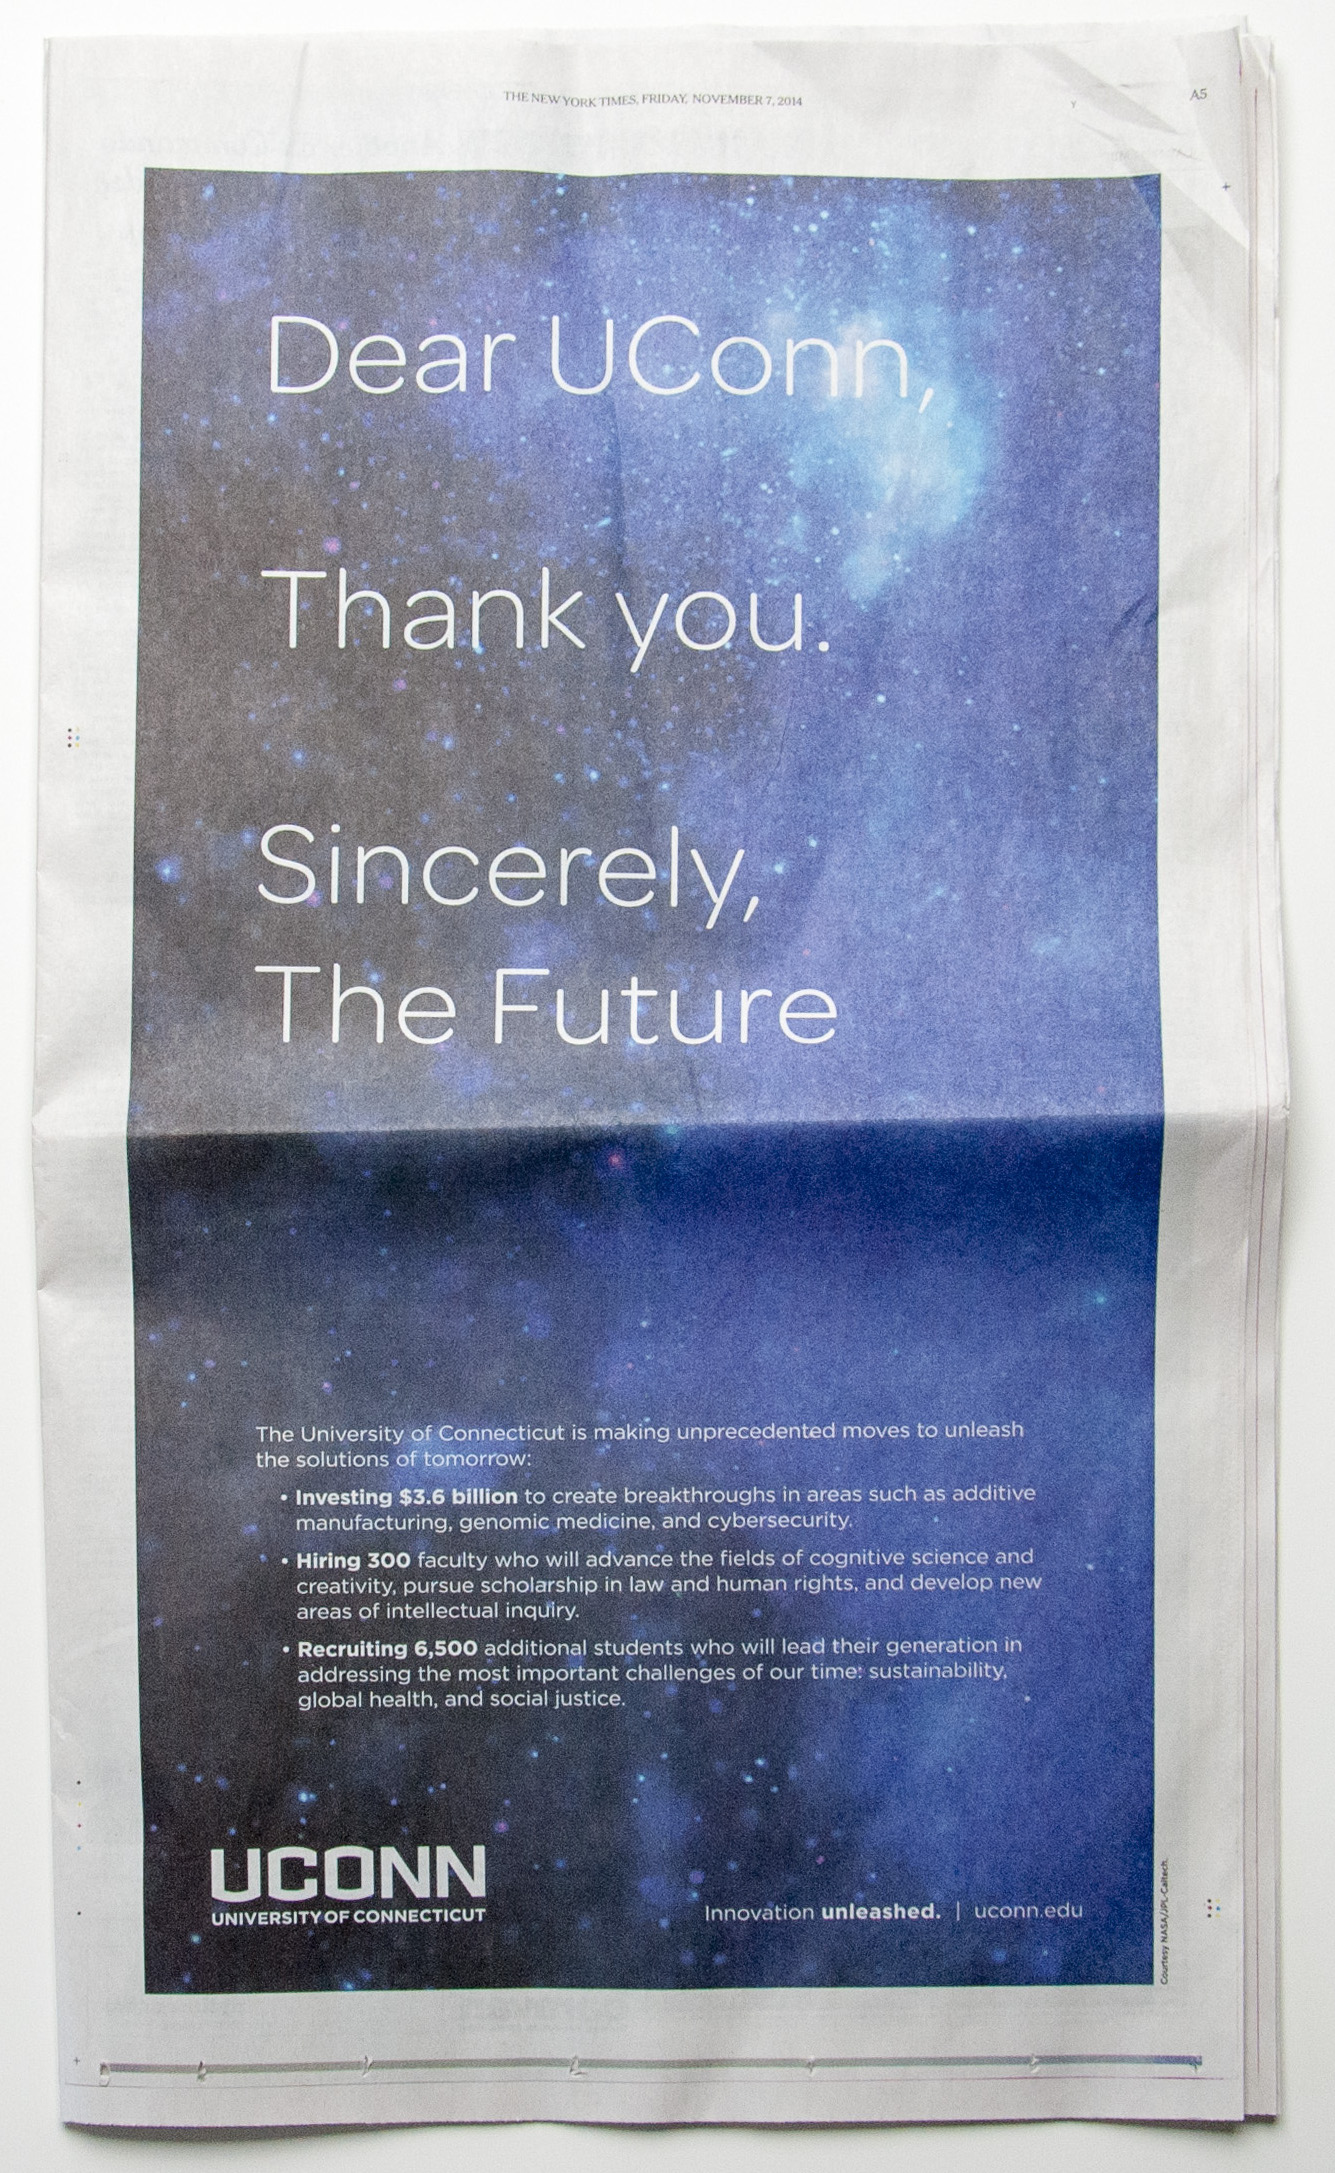 THE NEW YORK TIMES, FRIDAY, NOVEMBER 7, 2014
A5
Dear UConn,
Thank you.
Sincerely,
The Future
The University of Connecticut is making unprecedented moves to unleash
the solutions of tomorrow:
• Investing $3.6 billion to create breakthroughs in areas such as additive
manufacturing, genomic medicine, and cybersecurity.
• Hiring 300 faculty who will advance the fields of cognitive science and
creativity, pursue scholarship in law and human rights, and develop new
areas of intellectual inquiry.
• Recruiting 6,500 additional students who will lead their generation in
addressing the most important challenges of our time: sustainability,
global health, and social justice.
UCONN
UNIVERSITY OF CONNECTICUT
Innovation unleashed. | uconn.edu
Courtesy NASA/JPL-Caltech.